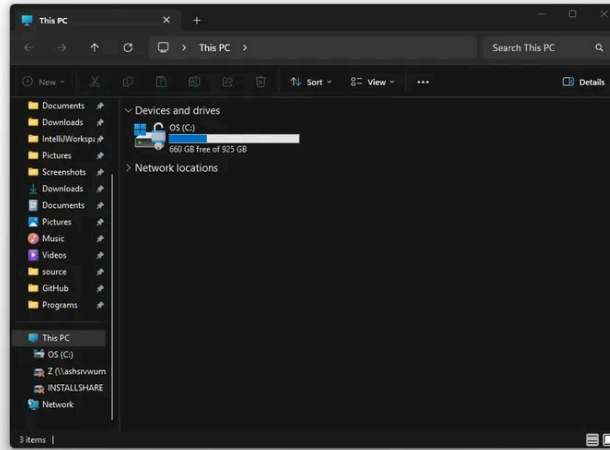 This PC
This PC
Search This PC
New
Sort
View
Details
Documents
Downloads
IntelliJWorkspa
Pictures
Screenshots
Downloads
Documents
Pictures
Music
Videos
source
GitHub
Programs
This PC
OS (C:)
Z (\\ashsrvwum
INSTALLSHARE
Network
Devices and drives
OS (C:)
660 GB free of 925 GB
Network locations
3 items